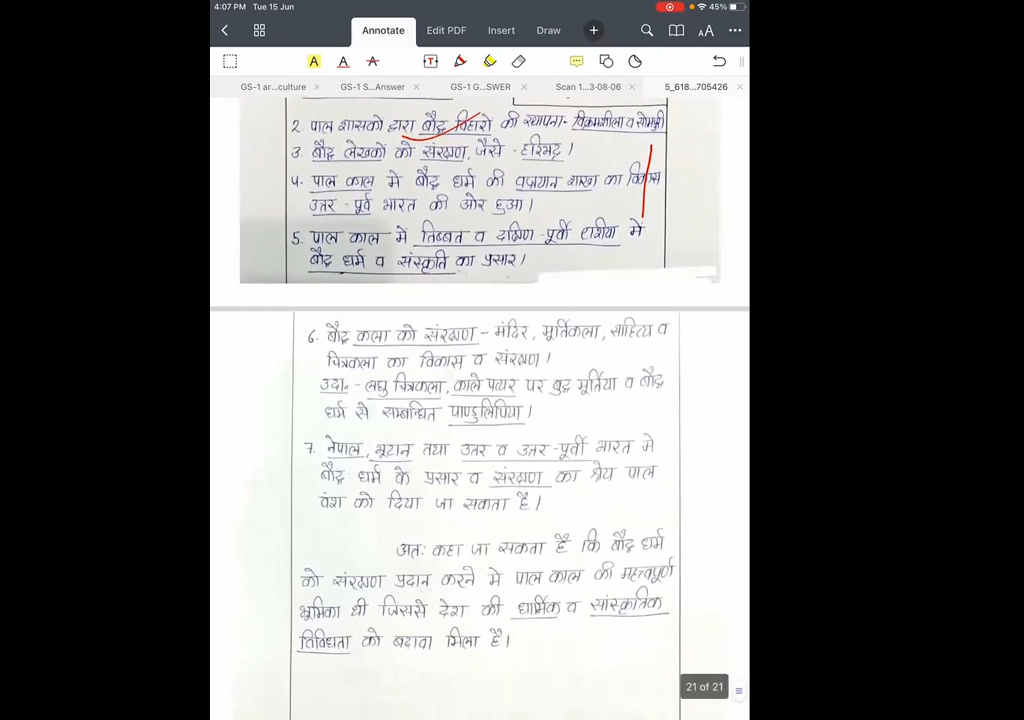 4:07 PM Tue 15 Jun
45%
Annotate Edit PDF Insert Draw + AA
A A A T
GS-1 ar...culture × GS-1 S...Answer × GS-1 G...SWER × Scan 1...3-08-06 × 5_618...705426 ×
2. पाल शासकों द्वारा बौद्ध विहारों की स्थापना- विक्रमशीला व सोमपुरी
3. बौद्ध लेखकों को संरक्षण, जैसे - हरिभद्र।
4. पाल काल में बौद्ध धर्म की वज्रयान शाखा का विकास
उत्तर - पूर्व भारत की ओर हुआ।
5. पाल काल में तिब्बत व दक्षिण-पूर्वी एशिया में
बौद्ध धर्म व संस्कृति का प्रसार।
6. बौद्ध कला को संरक्षण - मंदिर, मूर्तिकला, साहित्य व
चित्रकला का विकास व संरक्षण।
उदा० - लघु चित्रकला, काले पत्थर पर बुद्ध मूर्तिया व बौद्ध
धर्म से सम्बन्धित पाण्डुलिपिया।
7. नेपाल, भूटान तथा उत्तर व उत्तर-पूर्वी भारत मे
बौद्ध धर्म के प्रसार व संरक्षण का श्रेय पाल
वंश को दिया जा सकता है।
अतः कहा जा सकता है कि बौद्ध धर्म
को संरक्षण प्रदान करने मे पाल काल की महत्वपूर्ण
भूमिका थी जिससे देश की धार्मिक व सांस्कृतिक
विविधता को बढावा मिला है।
21 of 21